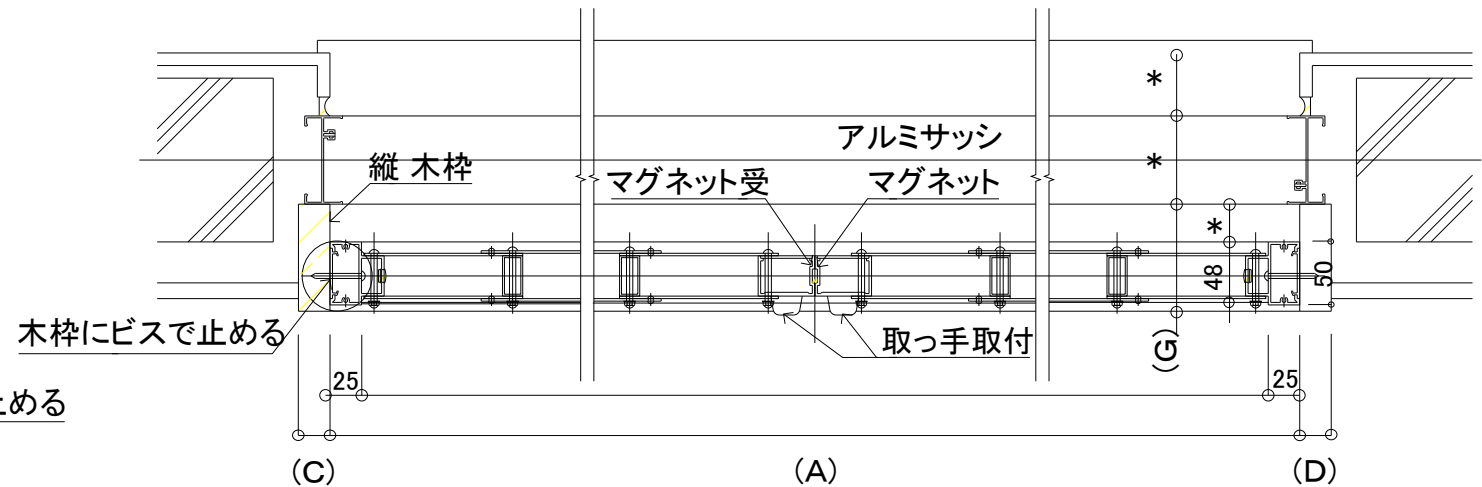 *
アルミサッシ
*
縦 木枠
マグネット受
マグネット
*
48
50
木枠にビスで止める
取っ手取付
(G)
25
25
止める
(C)
(A)
(D)